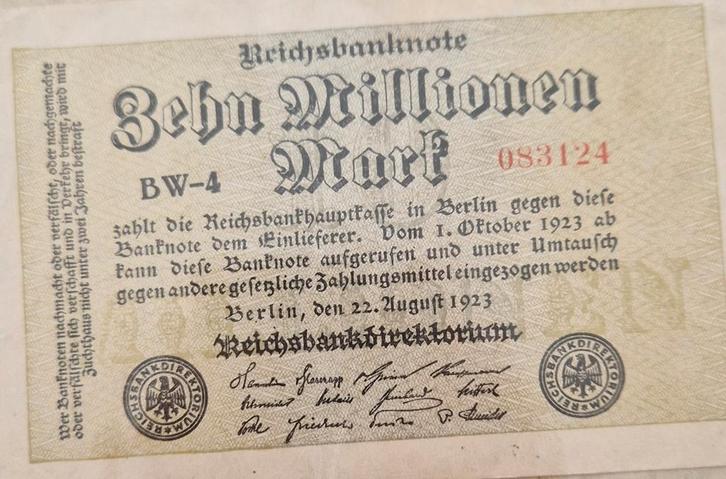 Reichsbanknote
Zehn Millionen
Mark
BW-4
083124
zahlt die Reichsbankhauptkasse in Berlin gegen diese
Banknote dem Einlieferer. Vom 1. Oktober 1923 ab
kann diese Banknote aufgerufen und unter Umtausch
gegen andere gesetzliche Zahlungsmittel eingezogen werden
Berlin, den 22. August 1923
Reichsbankdirektorium
REICHSBANKDIREKTORIUM
REICHSBANKDIREKTORIUM
Wer Banknoten nachmacht oder verfälscht, oder nachgemachte
oder verfälschte sich verschafft und in Verkehr bringt, wird mit
Zuchthaus nicht unter zwei Jahren bestraft